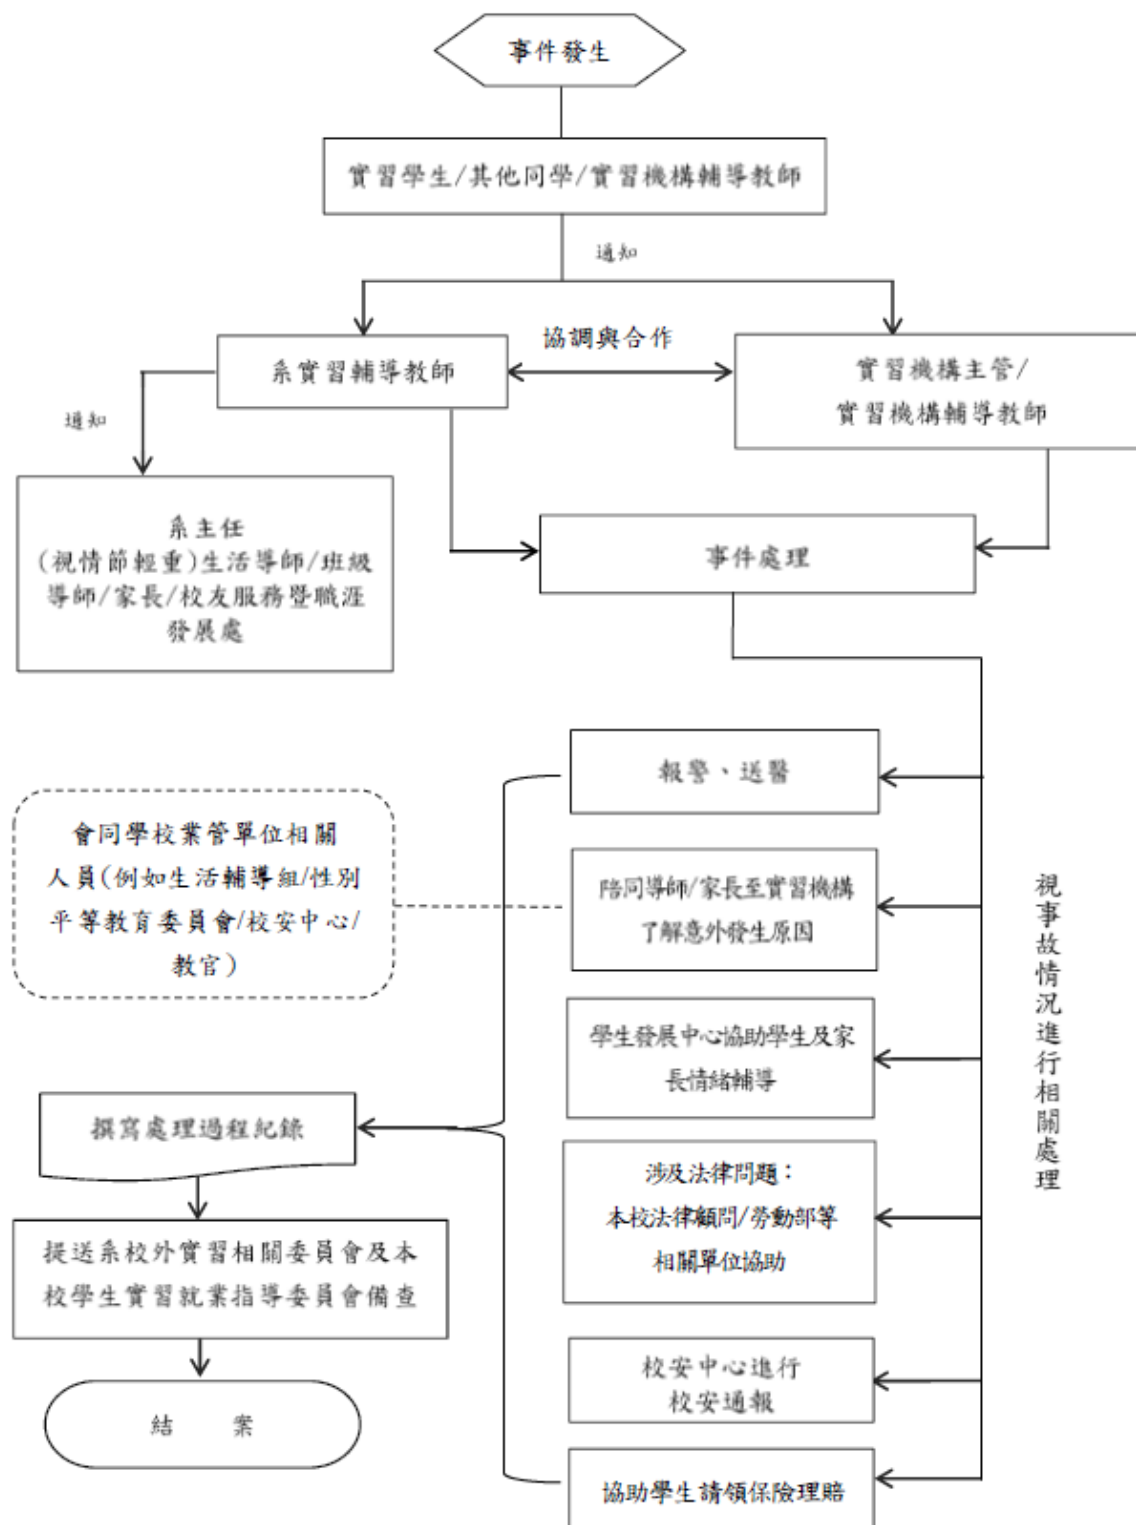 事件發生
實習學生/其他同學/實習機構輔導教師
通知
協調與合作
系實習輔導教師
實習機構主管/
實習機構輔導教師
通知
系主任
(視情節輕重)生活導師/班級
導師/家長/校友服務暨職涯
發展處
事件處理
視事故情況進行相關處理
報警、送醫
會同學校業管單位相關
人員(例如生活輔導組/性別
平等教育委員會/校安中心/
教官)
陪同導師/家長至實習機構
了解意外發生原因
學生發展中心協助學生及家
長情緒輔導
撰寫處理過程紀錄
涉及法律問題：
本校法律顧問/勞動部等
相關單位協助
提送系校外實習相關委員會及本
校學生實習就業指導委員會備查
校安中心進行
校安通報
結 案
協助學生請領保險理賠